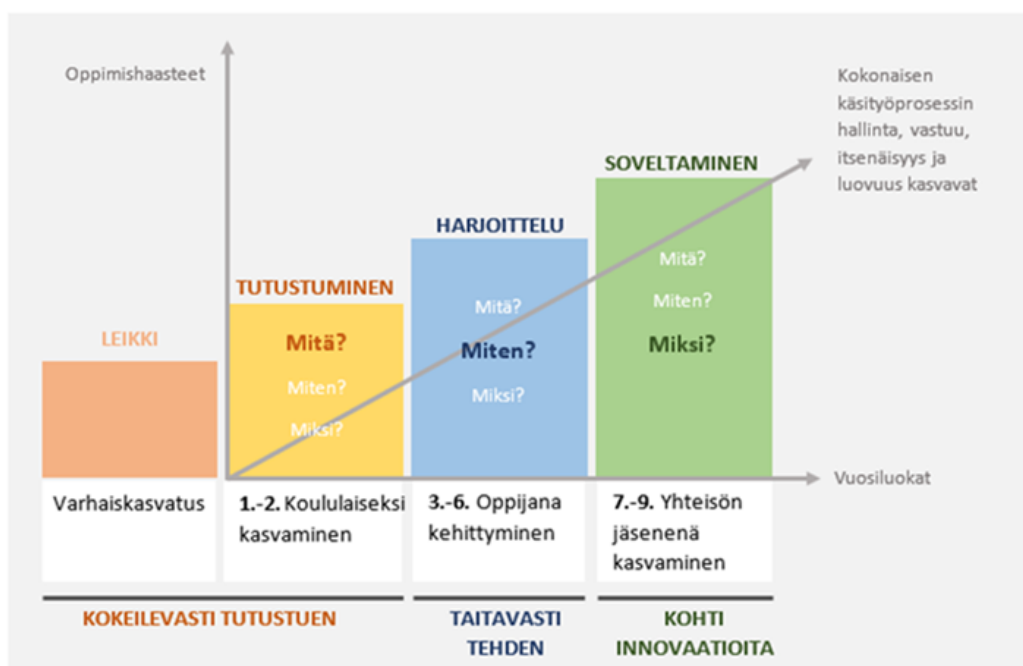 Oppimishaasteet
Kokonaisen
käsityöprosessin
hallinta, vastuu,
itsenäisyys ja
luovuus kasvavat
SOVELTAMINEN
Mitä?
Miten?
Miksi?
HARJOITTELU
Mitä?
Miten?
Miksi?
TUTUSTUMINEN
Mitä?
Miten?
Miksi?
LEIKKI
Vuosiluokat
Varhaiskasvatus
1.-2. Koululaiseksi
kasvaminen
3.-6. Oppijana
kehittyminen
7.-9. Yhteisön
jäsenenä
kasvaminen
KOKEILEVASTI TUTUSTUEN
TAITAVASTI
TEHDEN
KOHTI
INNOVAATIOITA